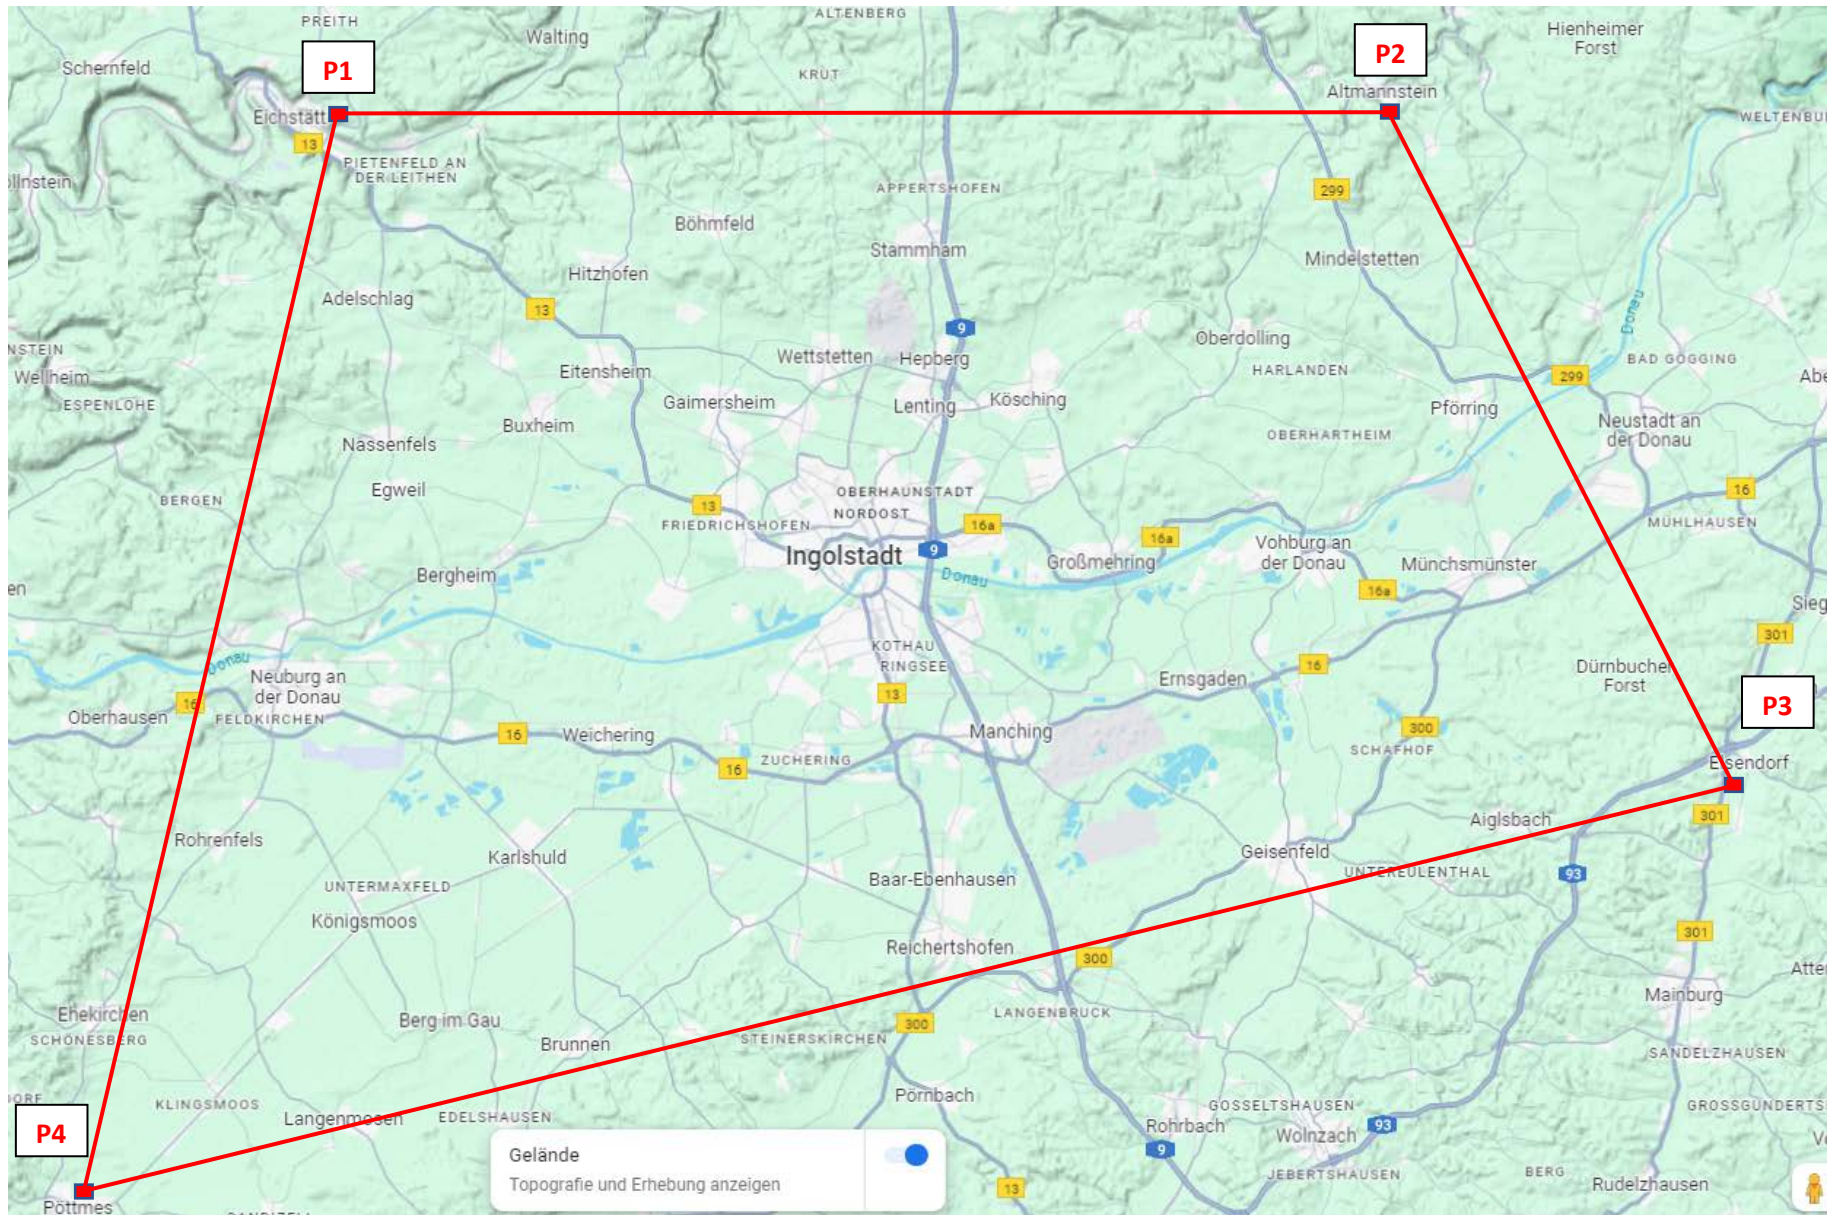 PREITH
ALTENBERG
Walting
Hienheimer
Forst
Schernfeld
P1
KRUT
P2
Altmannstein
Eichstätt
WELTENBU
13
PIETENFELD AN
DER LEITHEN
ollnstein
APPERTSHOFEN
299
Böhmfeld
Stammham
Mindelstetten
Hitzhofen
Adelschlag
13
Donau
9
Oberdolling
NSTEIN
Wellheim
Wettstetten
Hepberg
BAD GÖGGING
Eitensheim
HARLANDEN
299
Abe
ESPENLOHE
Gaimersheim
Lenting
Kösching
Pförring
Neustadt an
der Donau
Buxheim
Nassenfels
OBERHARTHEIM
Egweil
BERGEN
OBERHAUNSTADT
16
13
NORDOST
FRIEDRICHSHOFEN
16a
MÜHLHAUSEN
16a
Ingolstadt
9
Großmehring
Vohburg an
der Donau
Münchsmünster
Bergheim
Donau
en
16a
Sieg
301
KOTHAU
RINGSEE
Donau
16
Dürnbucher
Forst
Neuburg an
der Donau
Ernsgaden
13
P3
16
Oberhausen
FELDKIRCHEN
16
Weichering
Manching
300
SCHAFHOF
ZUCHERING
16
Elsendorf
301
Aiglsbach
Rohrenfels
Karlshuld
Geisenfeld
UNTEREULENTHAL
93
UNTERMAXFELD
Baar-Ebenhausen
Königsmoos
301
Reichertshofen
300
Atte
Mainburg
Ehekirchen
SCHÖNESBERG
Berg im Gau
LANGENBRUCK
300
STEINERSKIRCHEN
Brunnen
SANDELZHAUSEN
DORF
KLINGSMOOS
Pörnbach
GOSSELTSHAUSEN
GROSSGUNDERTS
Langenmosen
EDELSHAUSEN
P4
93
Rohrbach
Wolnzach
9
Gelände
Topografie und Erhebung anzeigen
JEBERTSHAUSEN
BERG
Rudelzhausen
13
Pöttmes